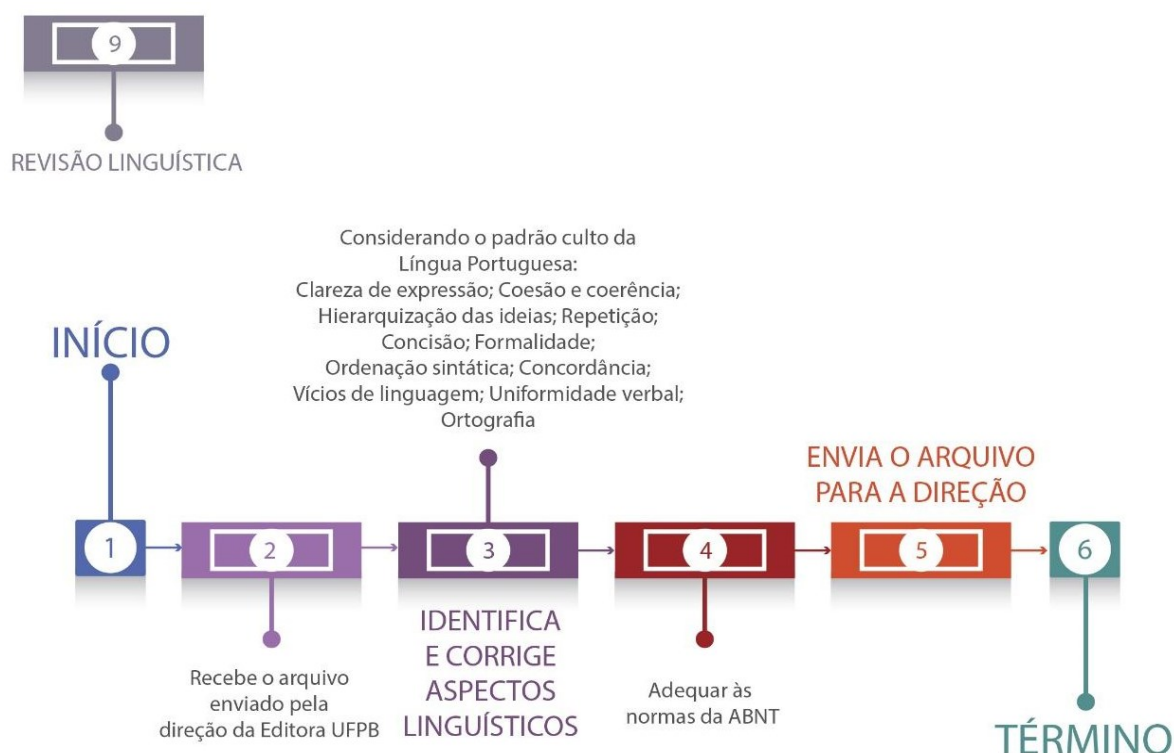 9
REVISÃO LINGUÍSTICA
Considerando o padrão culto da
Língua Portuguesa:
Clareza de expressão; Coesão e coerência;
Hierarquização das ideias; Repetição;
Concisão; Formalidade;
Ordenação sintática; Concordância;
Vícios de linguagem; Uniformidade verbal;
Ortografia
INÍCIO
1
2
Recebe o arquivo
enviado pela
direção da Editora UFPB
3
IDENTIFICA
E CORRIGE
ASPECTOS
LINGUÍSTICOS
4
Adequar às
normas da ABNT
ENVIA O ARQUIVO
PARA A DIREÇÃO
5
6
TÉRMINO